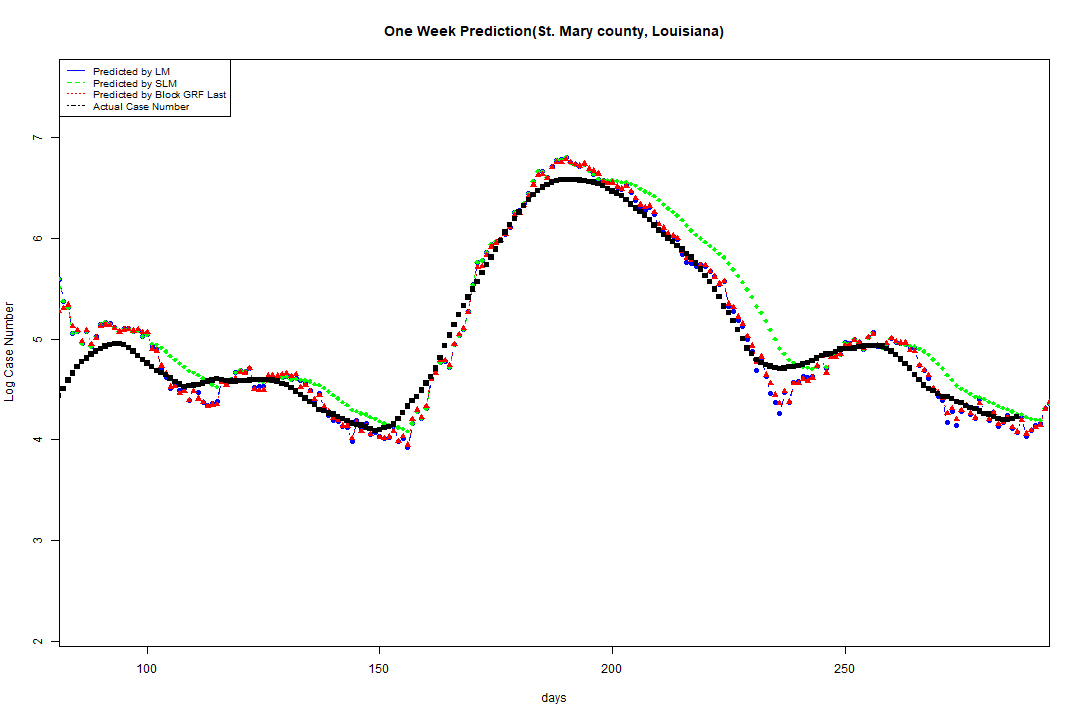 One Week Prediction(St. Mary county, Louisiana)
Predicted by LM
Predicted by SLM
Predicted by Block GRF Last
Actual Case Number
7
6
5
4
3
2
Log Case Number
100 150 200 250
days